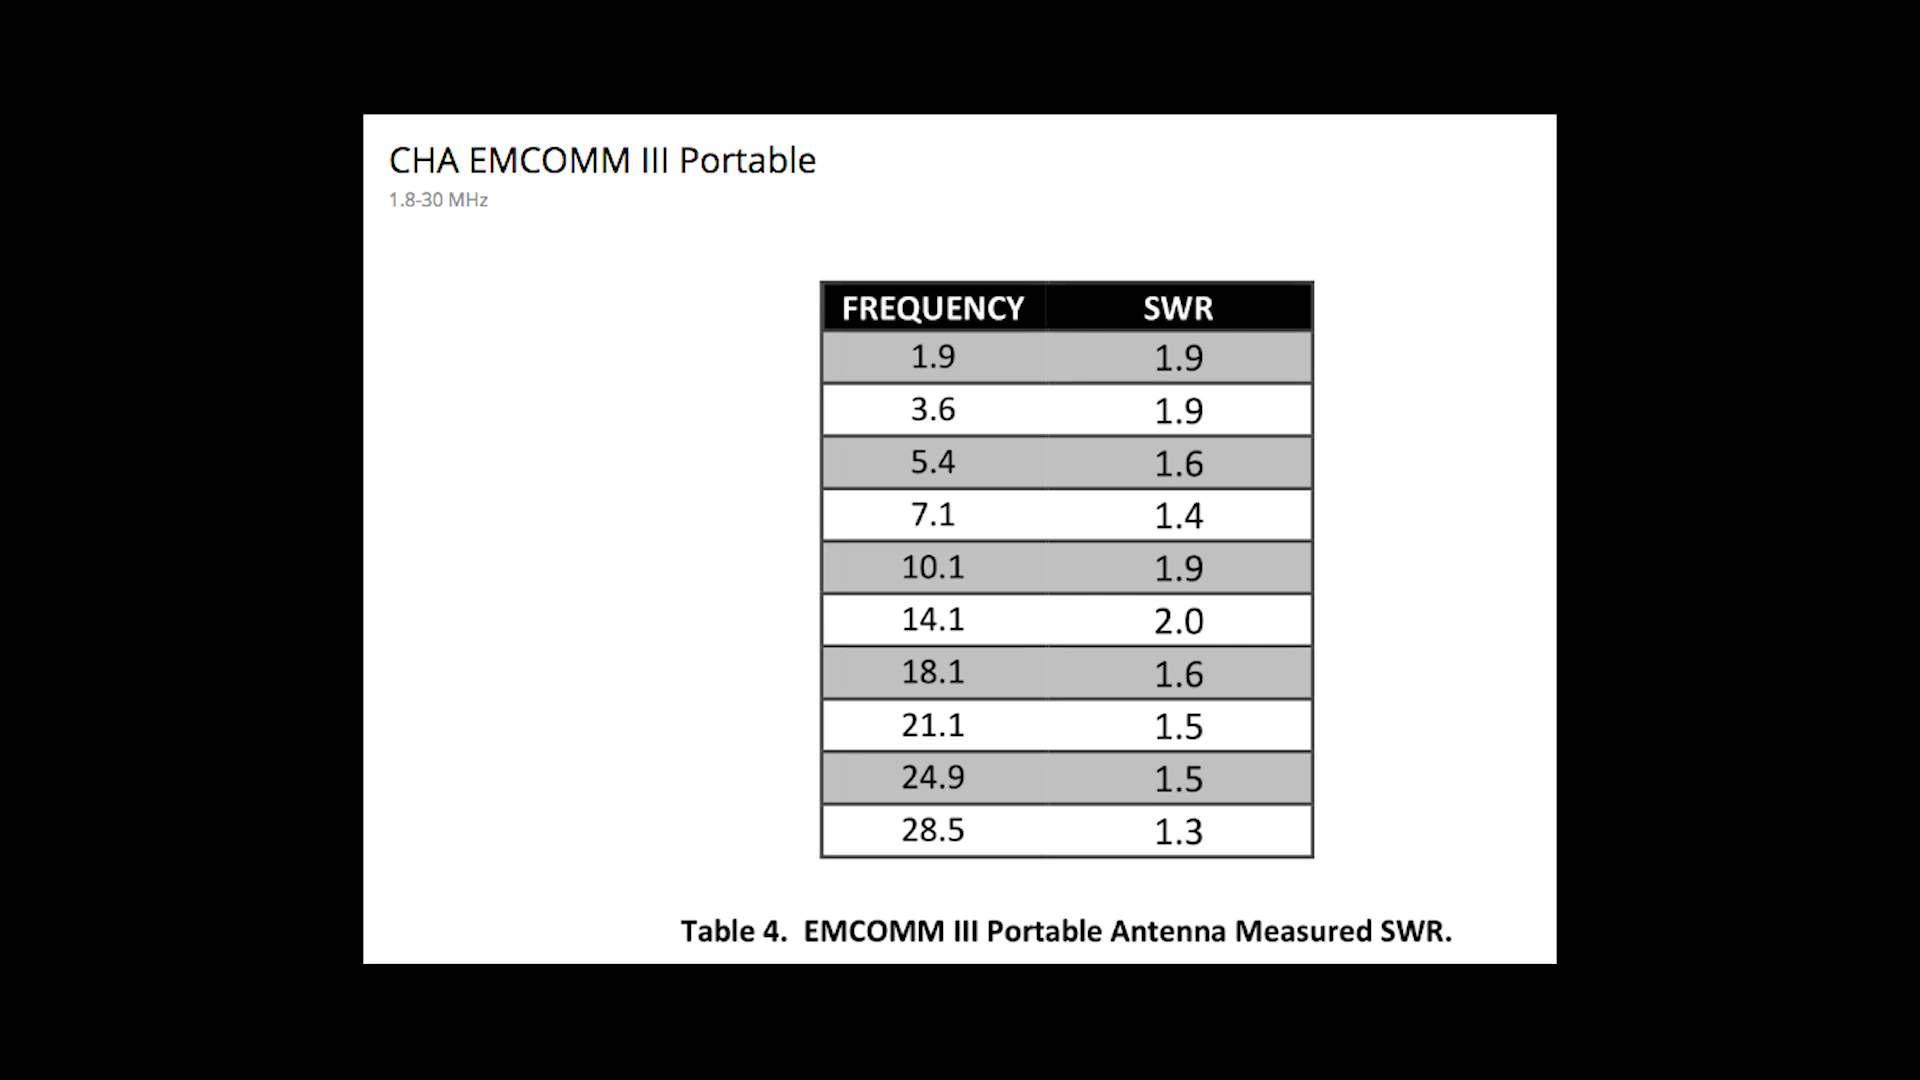 CHA EMCOMM III Portable
1.8-30 MHz
FREQUENCY SWR
1.9 1.9
3.6 1.9
5.4 1.6
7.1 1.4
10.1 1.9
14.1 2.0
18.1 1.6
21.1 1.5
24.9 1.5
28.5 1.3
Table 4. EMCOMM III Portable Antenna Measured SWR.